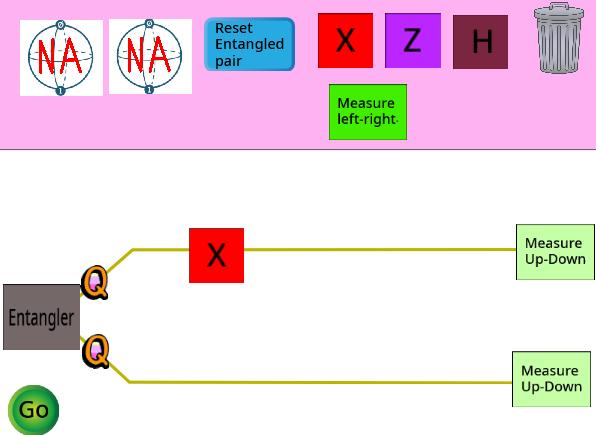 0
NA
1
0
NA
1
Reset
Entangled
pair
X
Z
H
Measure
left-right
X
Measure
Up-Down
Q
Entangler
Q
Measure
Up-Down
Go